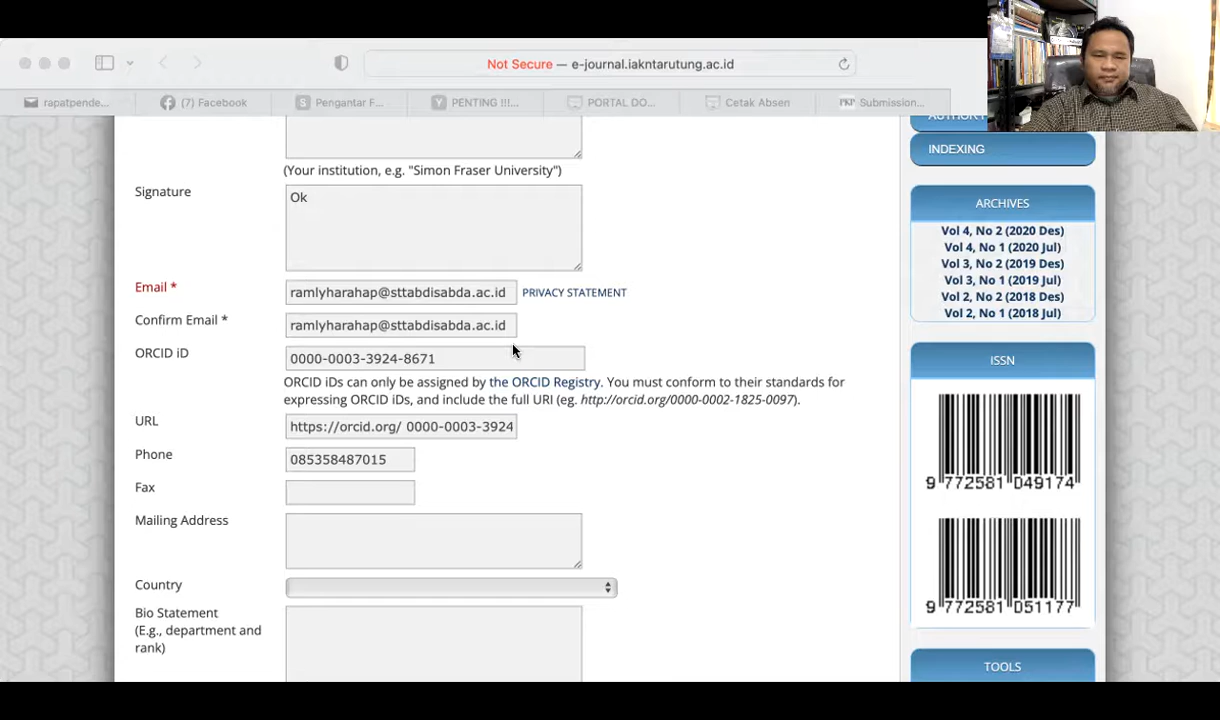 Not Secure — e-journal.iakntarutung.ac.id
rapatpende...
(7) Facebook
Pengantar F...
PENTING !!!...
PORTAL DO...
Cetak Absen
Submission...
INDEXING
(Your institution, e.g. "Simon Fraser University")
Signature
Ok
Email *
ramlyharahap@sttabdisabda.ac.id
PRIVACY STATEMENT
Confirm Email *
ramlyharahap@sttabdisabda.ac.id
ORCID iD
0000-0003-3924-8671
ORCID iDs can only be assigned by the ORCID Registry. You must conform to their standards for
expressing ORCID iDs, and include the full URI (eg. http://orcid.org/0000-0002-1825-0097).
URL
https://orcid.org/ 0000-0003-3924
Phone
085358487015
Fax
Mailing Address
Country
Bio Statement
(E.g., department and
rank)
ARCHIVES
Vol 4, No 2 (2020 Des)
Vol 4, No 1 (2020 Jul)
Vol 3, No 2 (2019 Des)
Vol 3, No 1 (2019 Jul)
Vol 2, No 2 (2018 Des)
Vol 2, No 1 (2018 Jul)
ISSN
9 772581 049174
9 772581 051177
TOOLS